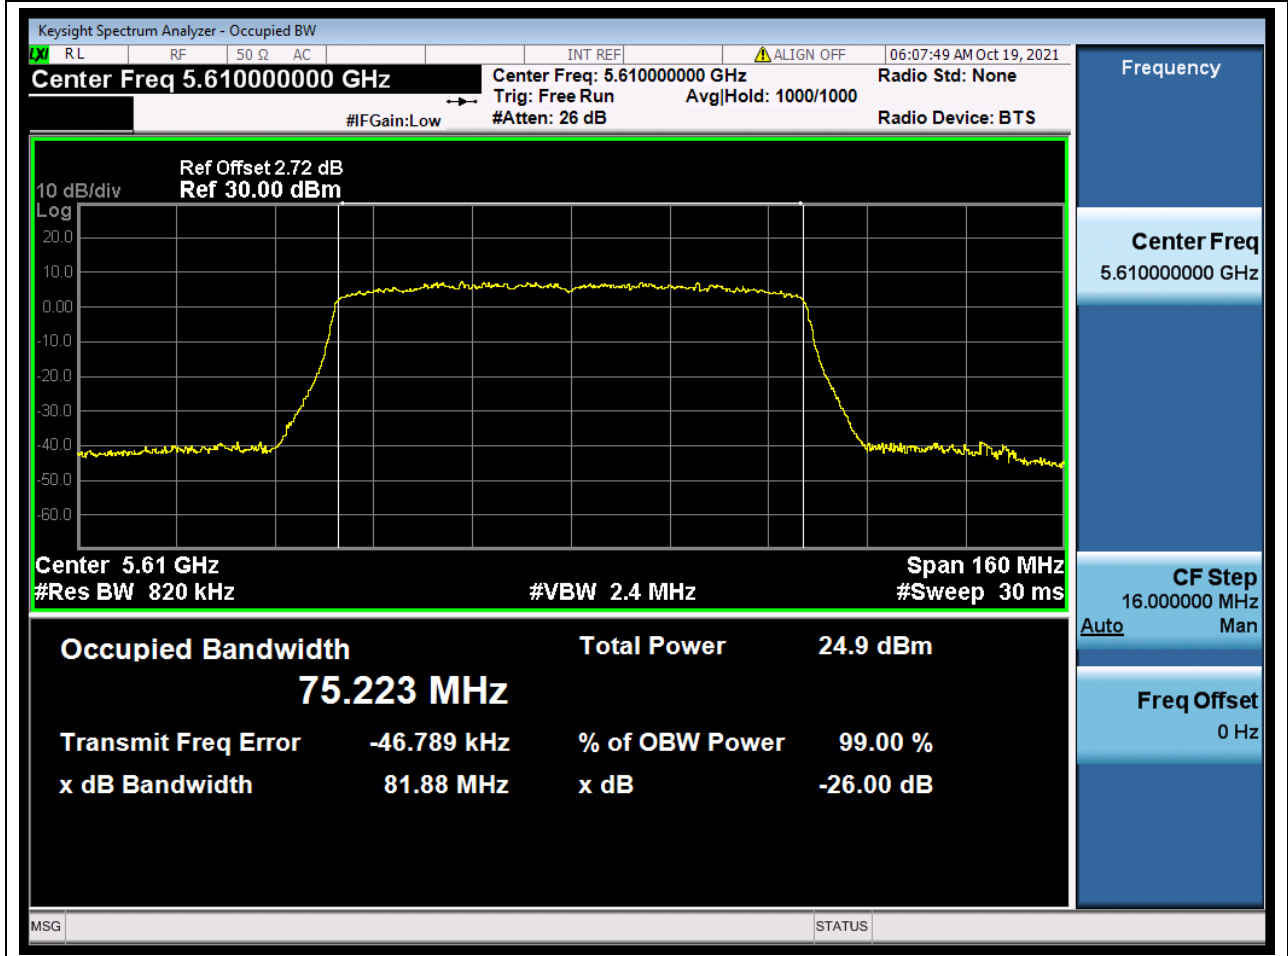 Keysight Spectrum Analyzer - Occupied BW
LXI RL RF 50 Ω AC INT REF ALIGN OFF 06:07:49 AM Oct 19, 2021
Center Freq 5.610000000 GHz
Center Freq: 5.610000000 GHz
Radio Std: None
Trig: Free Run Avg|Hold: 1000/1000
#IFGain:Low
#Atten: 26 dB
Radio Device: BTS
Ref Offset 2.72 dB
10 dB/div Ref 30.00 dBm
Log
20.0
10.0
0.00
-10.0
-20.0
-30.0
-40.0
-50.0
-60.0
Center 5.61 GHz Span 160 MHz
#Res BW 820 kHz #VBW 2.4 MHz #Sweep 30 ms
Occupied Bandwidth Total Power 24.9 dBm
75.223 MHz
Transmit Freq Error -46.789 kHz % of OBW Power 99.00 %
x dB Bandwidth 81.88 MHz x dB -26.00 dB
MSG STATUS
Frequency
Center Freq
5.610000000 GHz
CF Step
16.000000 MHz
Auto Man
Freq Offset
0 Hz